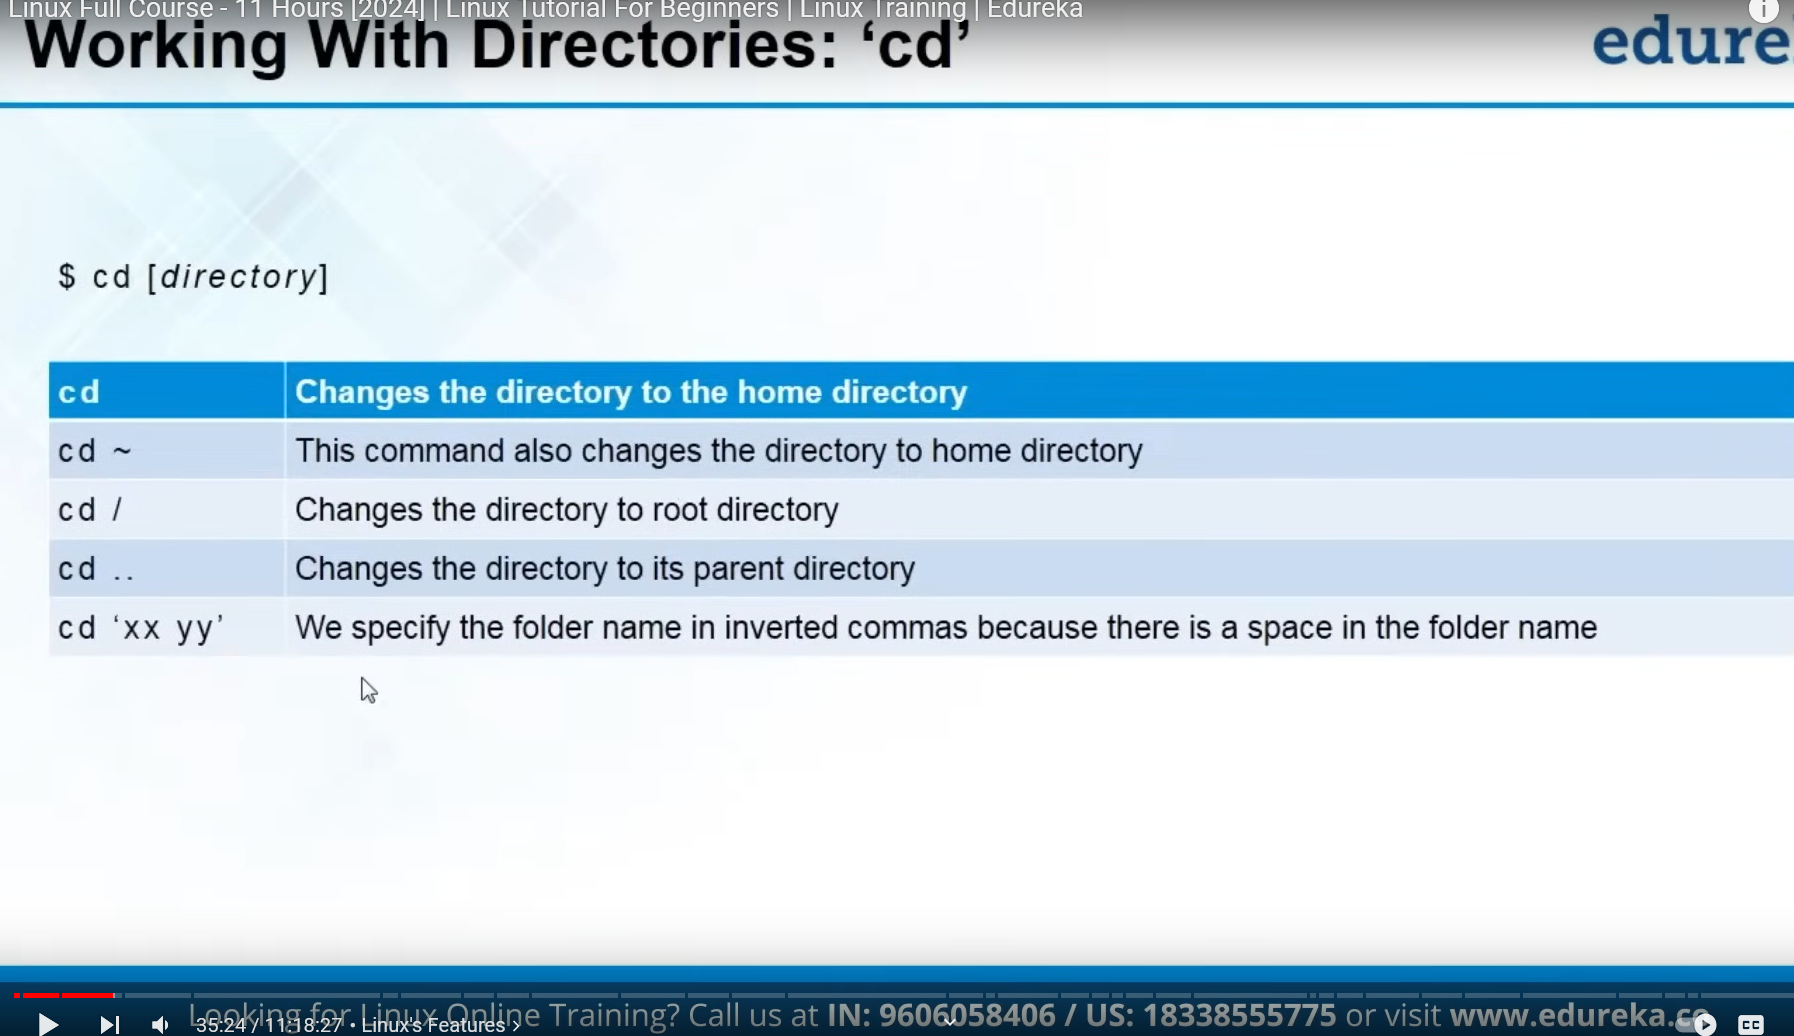 Linux Full Course - 11 Hours [2024] | Linux Tutorial For Beginners | Linux Training | Edureka
Working With Directories: ‘cd’
edure
$ cd [directory]
cd Changes the directory to the home directory
cd ~ This command also changes the directory to home directory
cd / Changes the directory to root directory
cd .. Changes the directory to its parent directory
cd ‘xx yy’ We specify the folder name in inverted commas because there is a space in the folder name
Looking for Linux Online Training? Call us at IN: 9606058406 / US: 18338555775 or visit www.edureka.co
35:24 / 11:18:27 • Linux's Features ›
CC